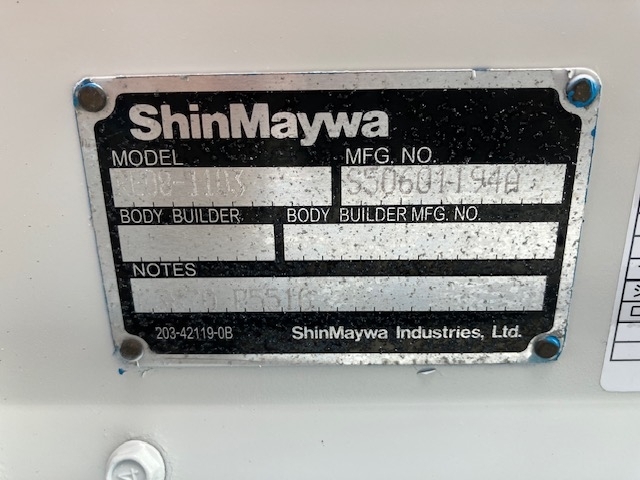 ShinMaywa
MODEL MFG. NO.
BODY BUILDER BODY BUILDER MFG. NO.
NOTES
203-42119-0B ShinMaywa Industries, Ltd.